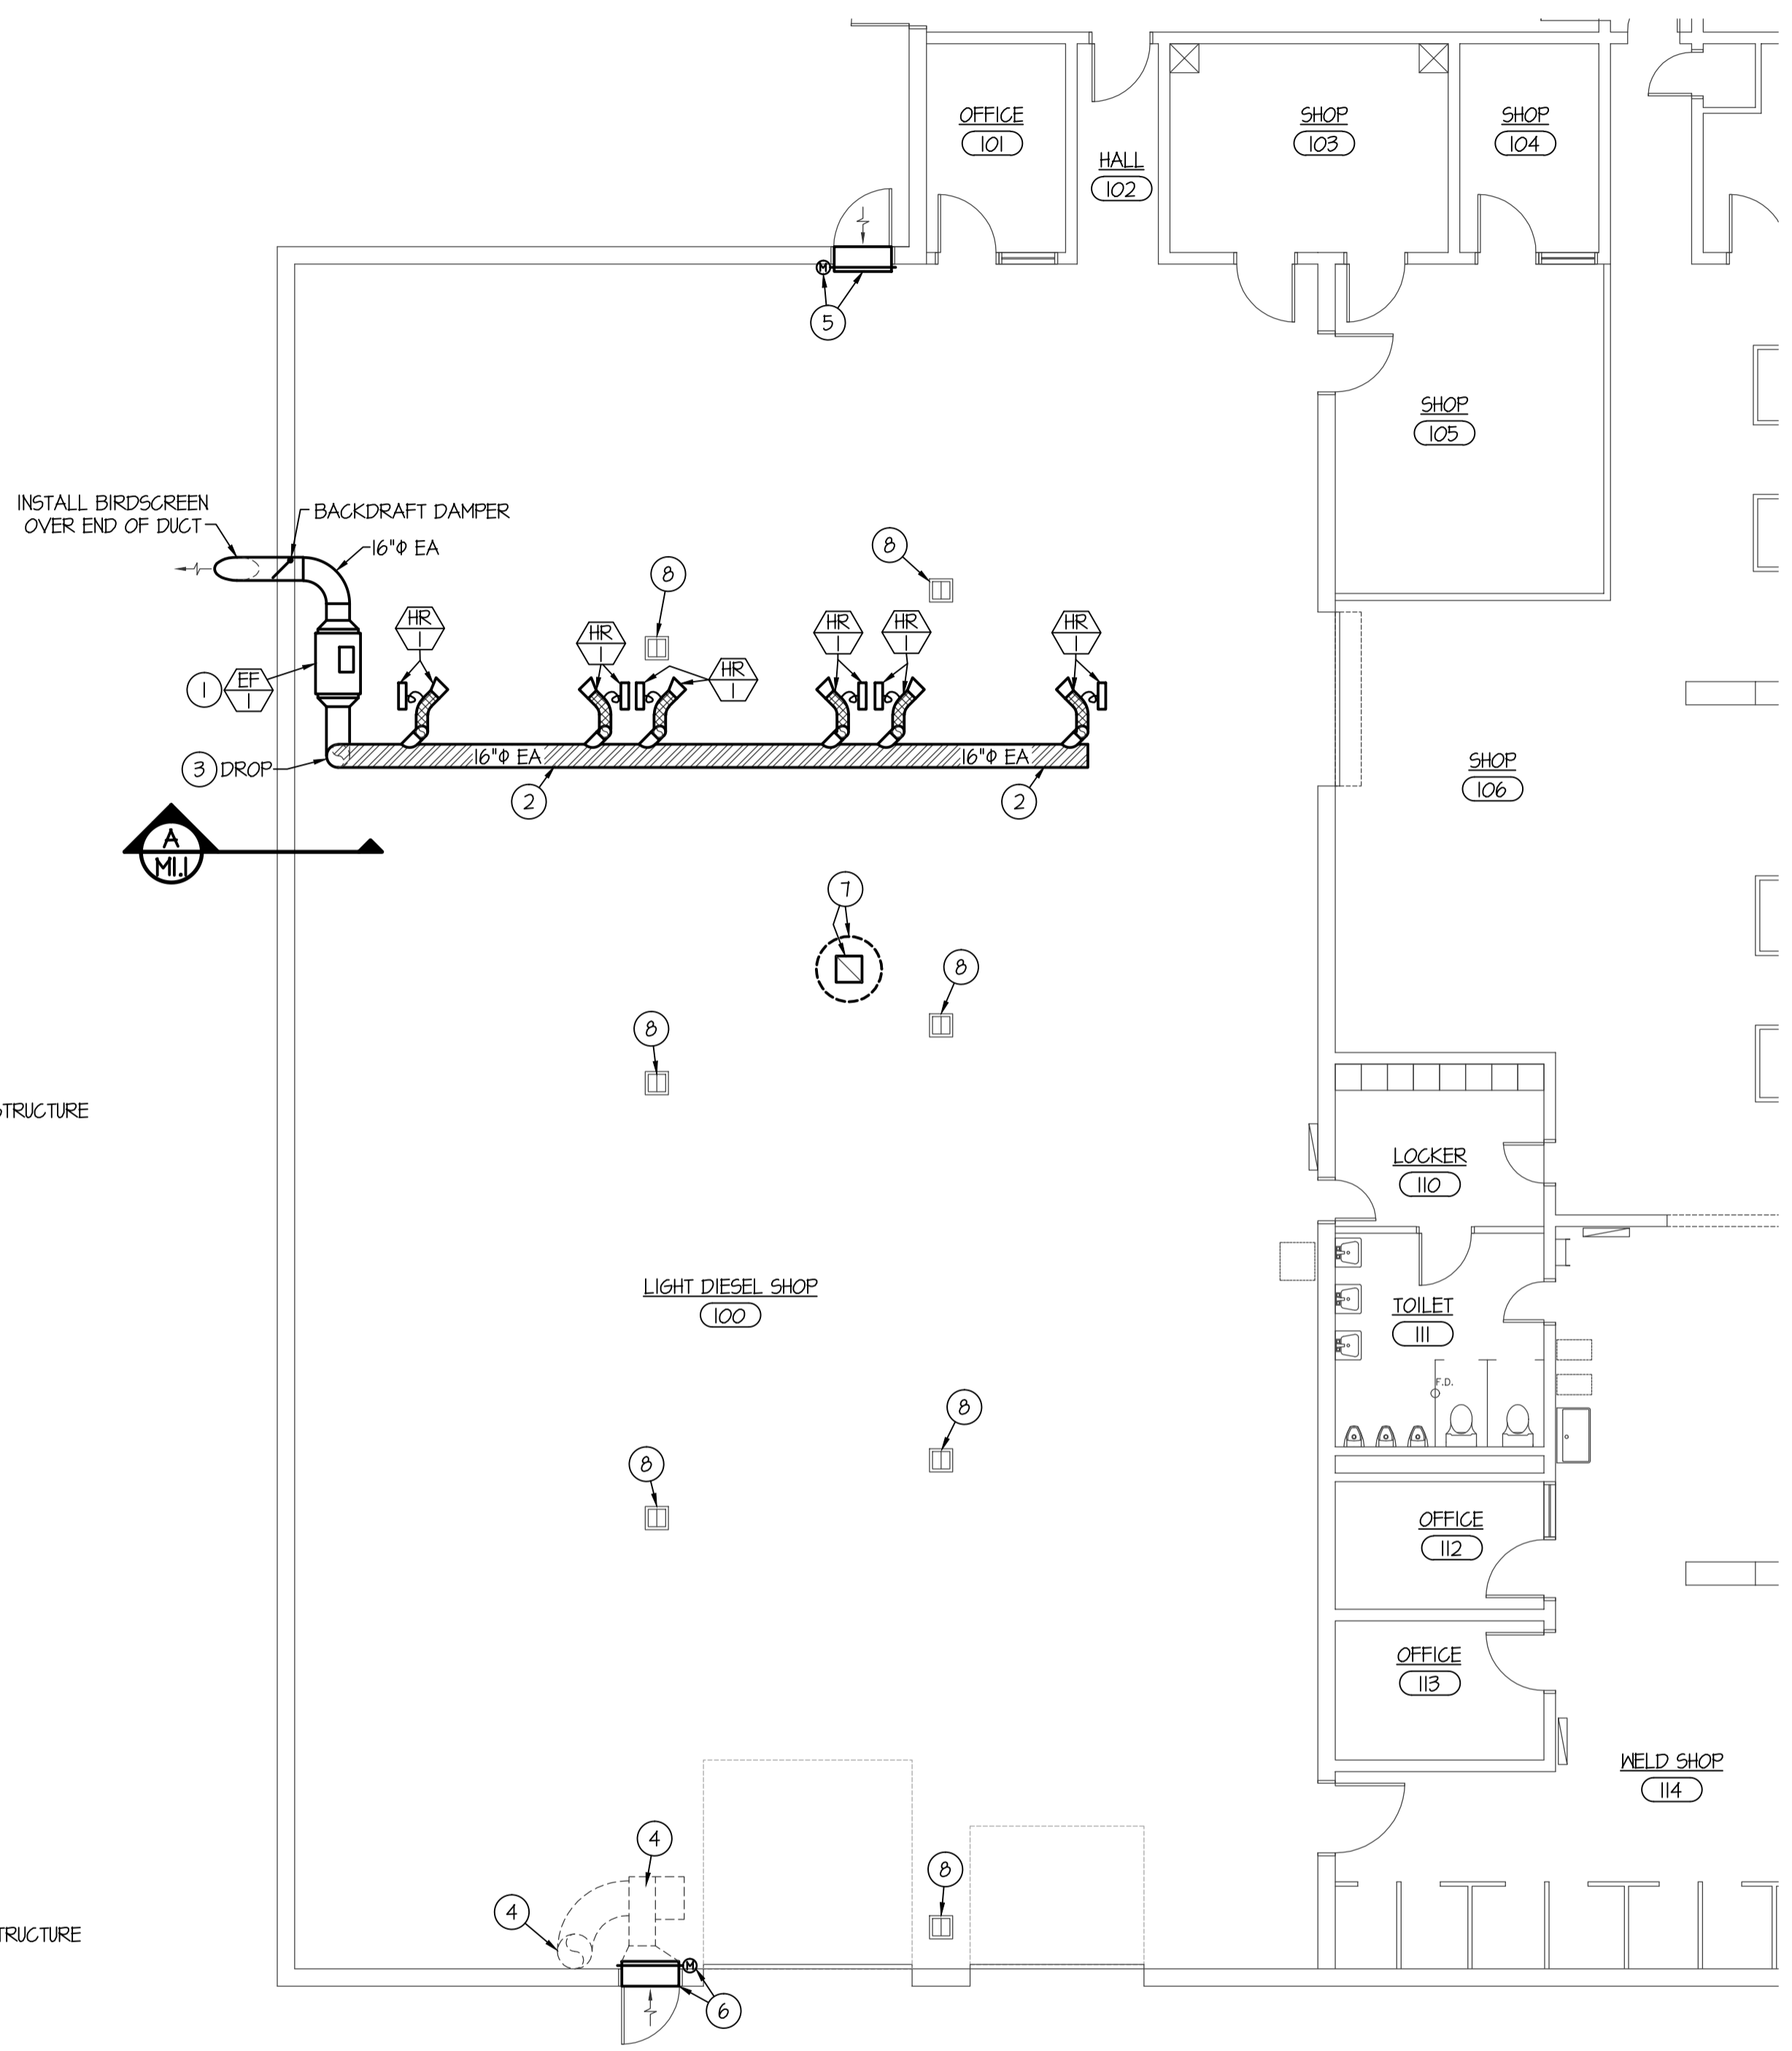 OFFICE
101
HALL
102
SHOP
103
SHOP
104
M
5
SHOP
105
INSTALL BIRDSCREEN
OVER END OF DUCT
BACKDRAFT DAMPER
16"Φ EA
8
8
HR
1
HR
1
HR
1
HR
1
HR
1
HR
1
1
EF
1
3 DROP
16"Φ EA
16"Φ EA
2
2
SHOP
106
A
M1.1
7
8
8
STRUCTURE
LOCKER
110
LIGHT DIESEL SHOP
100
TOILET
111
F.D.
8
8
OFFICE
112
OFFICE
113
WELD SHOP
114
4
4
8
TRUCTURE
M
6